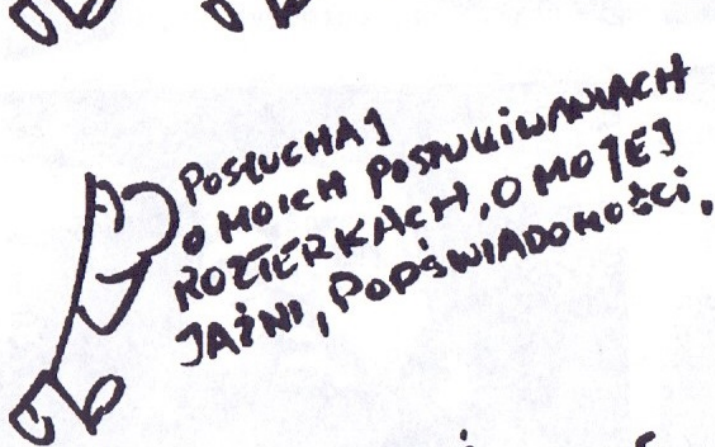 POSŁUCHAJ
O MOICH POSZUKIWANIACH
ROZTERKACH, O MOJEJ
JAŹNI, PODŚWIADOMOŚCI,